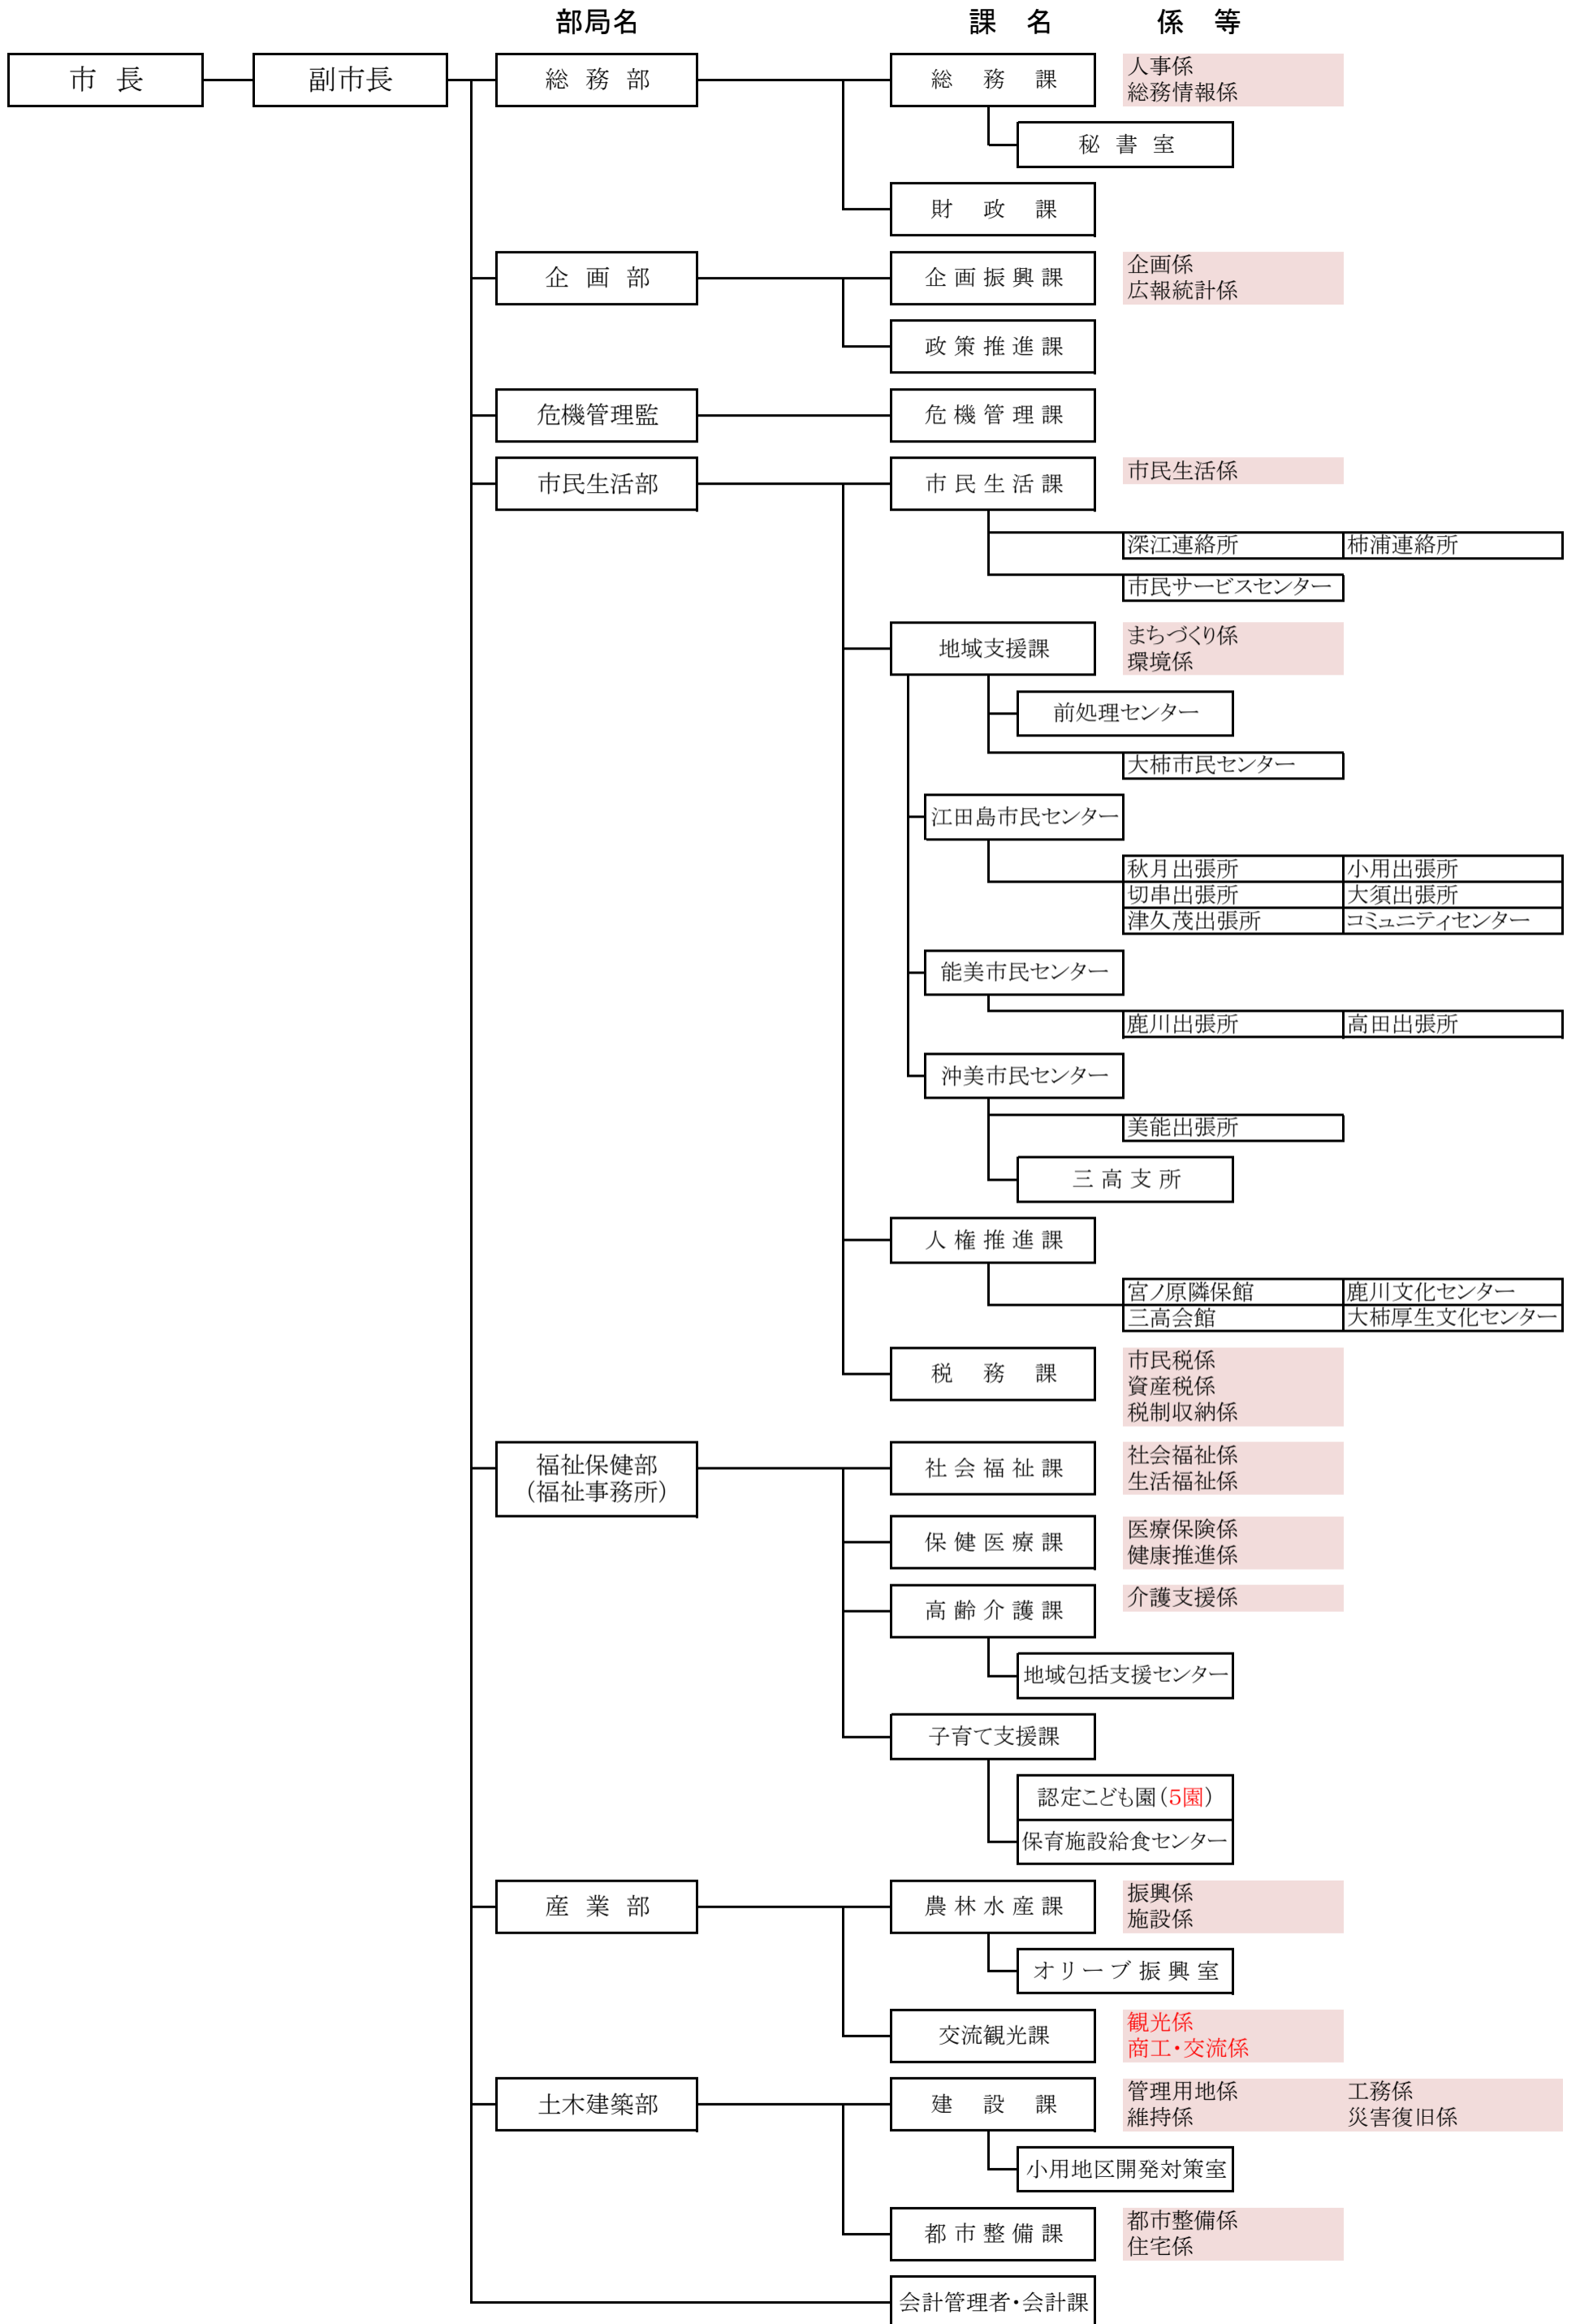 部局名 課 名 係 等
市 長 副市長 総 務 部 総 務 課 人事係
総務情報係
秘 書 室
財 政 課
企 画 部 企 画 振 興 課 企画係
広報統計係
政 策 推 進 課
危機管理監 危 機 管 理 課
市民生活部 市 民 生 活 課 市民生活係
深江連絡所 柿浦連絡所
市民サービスセンター
地域支援課 まちづくり係
環境係
前処理センター
大柿市民センター
江田島市民センター
秋月出張所 小用出張所
切串出張所 大須出張所
津久茂出張所 コミュニティセンター
能美市民センター
鹿川出張所 高田出張所
沖美市民センター
美能出張所
三 高 支 所
人 権 推 進 課
宮ノ原隣保館 鹿川文化センター
三高会館 大柿厚生文化センター
税 務 課 市民税係
資産税係
税制収納係
福祉保健部 社 会 福 祉 課 社会福祉係
（福祉事務所） 生活福祉係
保 健 医 療 課 医療保険係
健康推進係
高 齢 介 護 課 介護支援係
地域包括支援センター
子育て支援課
認定こども園（5園）
保育施設給食センター
産 業 部 農 林 水 産 課 振興係
施設係
オ リ ー ブ 振 興 室
交流観光課 観光係
商工・交流係
土木建築部 建 設 課 管理用地係 工務係
維持係 災害復旧係
小用地区開発対策室
都 市 整 備 課 都市整備係
住宅係
会計管理者・会計課